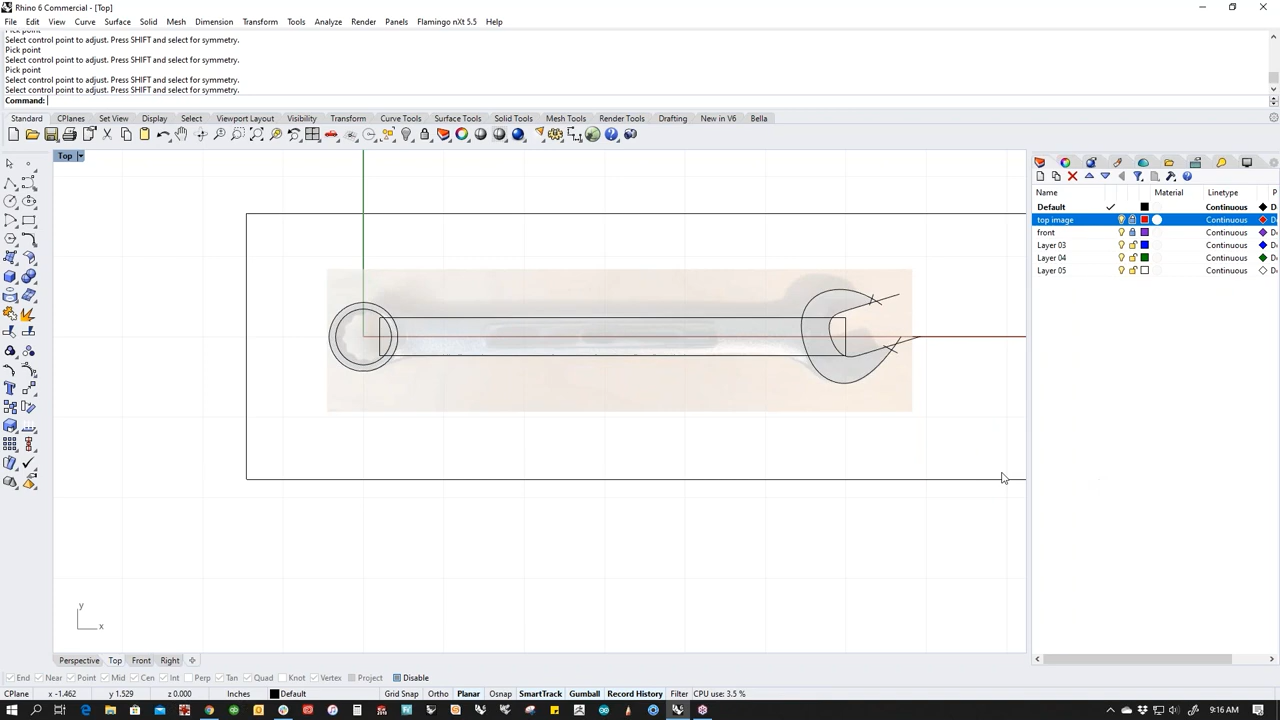 Rhino 6 Commercial - [Top]
File Edit View Curve Surface Solid Mesh Dimension Transform Tools Analyze Render Panels Flamingo nXt 5.5 Help
Pick point
Select control point to adjust. Press SHIFT and select for symmetry.
Pick point
Select control point to adjust. Press SHIFT and select for symmetry.
Pick point
Select control point to adjust. Press SHIFT and select for symmetry.
Select control point to adjust. Press SHIFT and select for symmetry.
Command:
Standard CPlanes Set View Display Select Viewport Layout Visibility Transform Curve Tools Surface Tools Solid Tools Mesh Tools Render Tools Drafting New in V6 Bella
Top
Name Material Linetype P
Default Continuous D
top image Continuous D
front Continuous D
Layer 03 Continuous D
Layer 04 Continuous D
Layer 05 Continuous D
y
x
Perspective Top Front Right
End Near Point Mid Cen Int Perp Tan Quad Knot Vertex Project Disable
CPlane x -1.462 y 1.529 z 0.000 Inches Default Grid Snap Ortho Planar Osnap SmartTrack Gumball Record History Filter CPU use: 3.5 %
9:16 AM